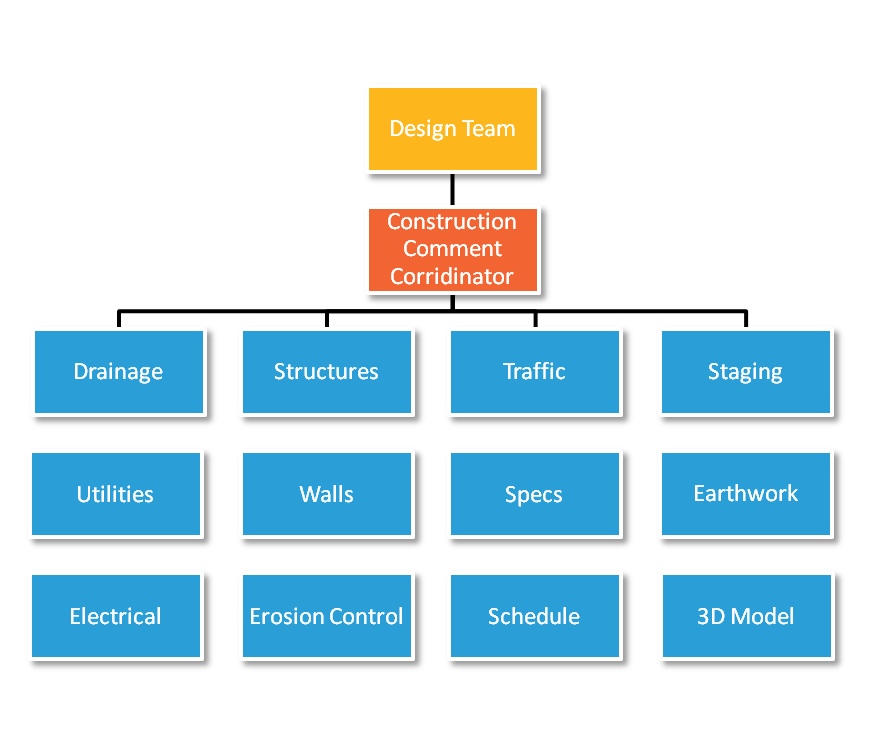 Design Team
Construction
Comment
Corridinator
Drainage
Structures
Traffic
Staging
Utilities
Walls
Specs
Earthwork
Electrical
Erosion Control
Schedule
3D Model